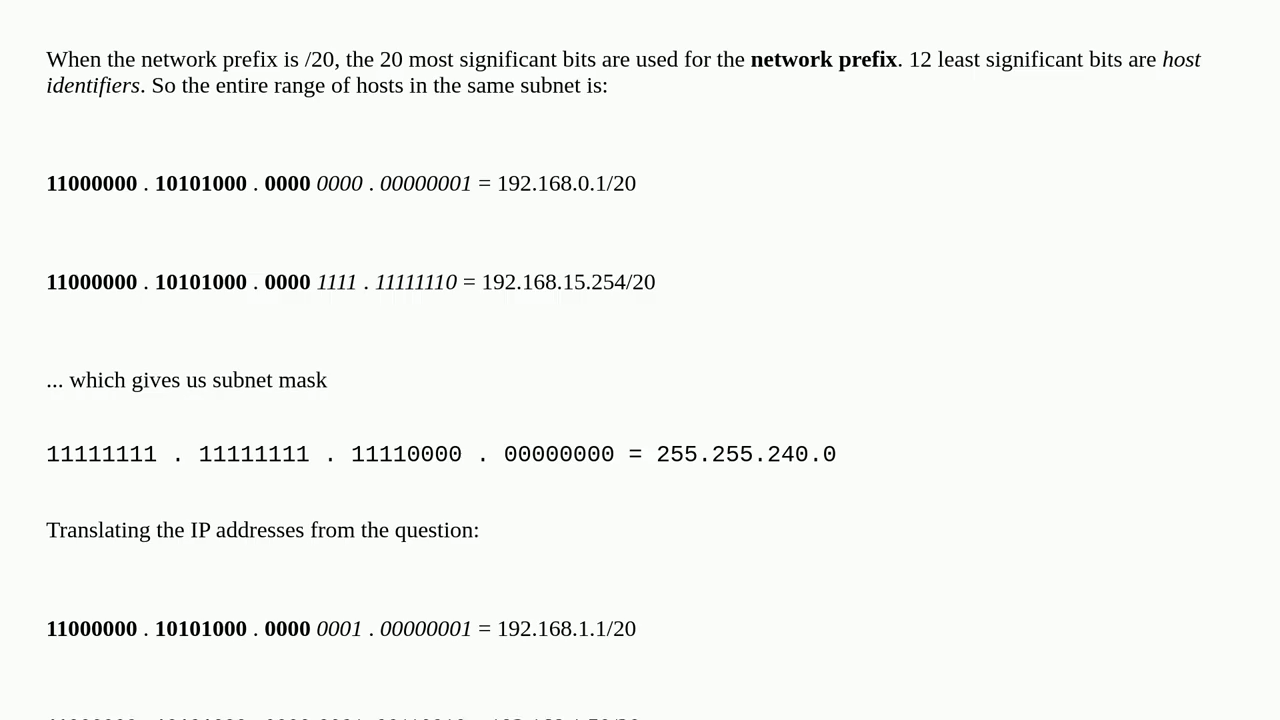 When the network prefix is /20, the 20 most significant bits are used for the network prefix. 12 least significant bits are host
identifiers. So the entire range of hosts in the same subnet is:
11000000 . 10101000 . 0000 0000 . 00000001 = 192.168.0.1/20
11000000 . 10101000 . 0000 1111 . 11111110 = 192.168.15.254/20
... which gives us subnet mask
11111111 . 11111111 . 11110000 . 00000000 = 255.255.240.0
Translating the IP addresses from the question:
11000000 . 10101000 . 0000 0001 . 00000001 = 192.168.1.1/20